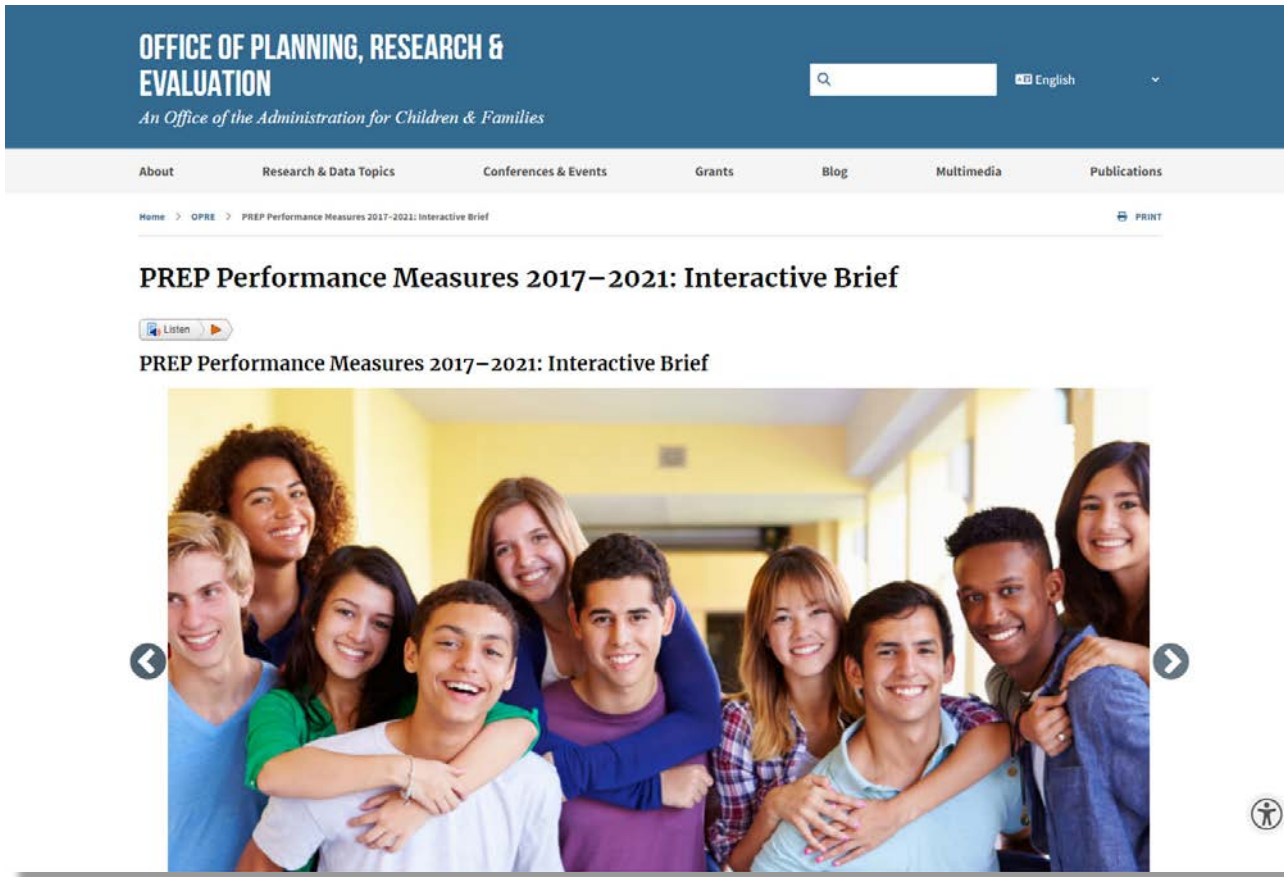 OFFICE OF PLANNING, RESEARCH &
EVALUATION
An Office of the Administration for Children & Families
English
About Research & Data Topics Conferences & Events Grants Blog Multimedia Publications
Home > OPRE > PREP Performance Measures 2017–2021: Interactive Brief
PRINT
PREP Performance Measures 2017–2021: Interactive Brief
Listen
PREP Performance Measures 2017–2021: Interactive Brief